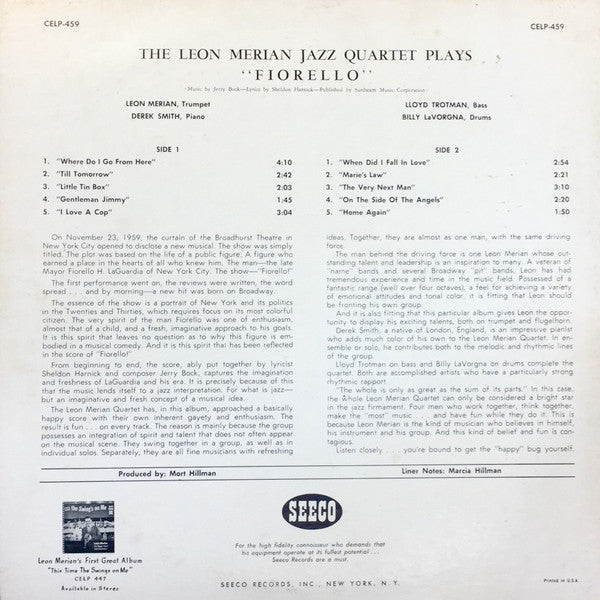 CELP-459
CELP-459
THE LEON MERIAN JAZZ QUARTET PLAYS
"FIORELLO"
(Music by Jerry Bock—Lyrics by Sheldon Harnick—Published by Sunbeam Music Corporation)
LEON MERIAN, Trumpet
DEREK SMITH, Piano
LLOYD TROTMAN, Bass
BILLY LaVORGNA, Drums
SIDE 1
1. "Where Do I Go From Here" 4:10
2. "Till Tomorrow" 2:42
3. "Little Tin Box" 2:03
4. "Gentleman Jimmy" 1:45
5. "I Love A Cop" 3:04
SIDE 2
1. "When Did I Fall In Love" 2:54
2. "Marie's Law" 2:21
3. "The Very Next Man" 3:10
4. "On The Side Of The Angels" 2:20
5. "Home Again" 1:50
On November 23, 1959, the curtain of the Broadhurst Theatre in
New York City opened to disclose a new musical. The show was simply
titled. The plot was based on the life of a public figure. A figure who
earned a place in the hearts of all who knew him. The man—the late
Mayor Fiorello H. LaGuardia of New York City. The show—"Fiorello!"
The first performance went on, the reviews were written, the word
spread . . . and by morning—a new hit was born on Broadway.
The essence of the show is a portrait of New York and its politics
in the Twenties and Thirties, which requires focus on its most colorful
citizen. The very spirit of the man Fiorello was one of enthusiasm,
almost that of a child, and a fresh, imaginative approach to his goals.
It is this spirit that leaves no question as to why this figure is em-
bodied in a musical comedy. And it is this spirit that has been reflected
in the score of "Fiorello!"
From beginning to end, the score, ably put together by lyricist
Sheldon Harnick and composer Jerry Bock, captures the imagination
and freshness of LaGuardia and his era. It is precisely because of this
that the music lends itself to a jazz interpretation. For what is jazz—
but an imaginative and fresh concept of a musical idea.
The Leon Merian Quartet has, in this album, approached a basically
happy score with their own inherent gayety and enthusiasm. The
result is fun . . . on every track. The reason is mainly because the group
possesses an integration of spirit and talent that does not often appear
on the musical scene. They swing together in a group, as well as in
individual solos. Separately, they are all fine musicians with refreshing
ideas. Together, they are almost as one man, with the same driving
force.
The man behind the driving force is one Leon Merian whose out-
standing talent and leadership is an inspiration to many. A veteran of
"name" bands and several Broadway "pit" bands, Leon has had
tremendous experience and time in the music field. Possessed of a
fantastic range (well over four octaves), a feel for achieving a variety
of emotional attitudes and tonal color, it is fitting that Leon should
be fronting his own group.
And it is also fitting that this particular album gives Leon the oppor-
tunity to display his exciting talents, both on trumpet and flugelhorn.
Derek Smith, a native of London, England, is an impressive pianist
who adds much color of his own to the Leon Merian Quartet. In en-
semble or solo, he contributes both to the melodic and rhythmic lines
of the group.
Lloyd Trotman on bass and Billy LaVorgna on drums complete the
quartet. Both are accomplished artists who have a particularly strong
rhythmic rapport.
"The whole is only as great as the sum of its parts." In this case,
the whole Leon Merian Quartet can only be considered a bright star
in the jazz firmament. Four men who work together, think together,
make the "most" music . . . and have fun while they do it. This is
because Leon Merian is the kind of musician who believes in himself,
his instrument and his group. And this kind of belief and fun is con-
tagious.
Listen closely . . . you're bound to get the "happy" bug yourself.
Produced by: Mort Hillman
Liner Notes: Marcia Hillman
This Time the Swing's on Me
Leon Merian's First Great Album
"This Time The Swings on Me"
CELP 447
Available in Stereo
SEECO
For the high fidelity connoisseur who demands that
his equipment operate at its fullest potential . . .
Seeco Records are a must.
SEECO RECORDS, INC., NEW YORK, N. Y.
Printed in U.S.A.